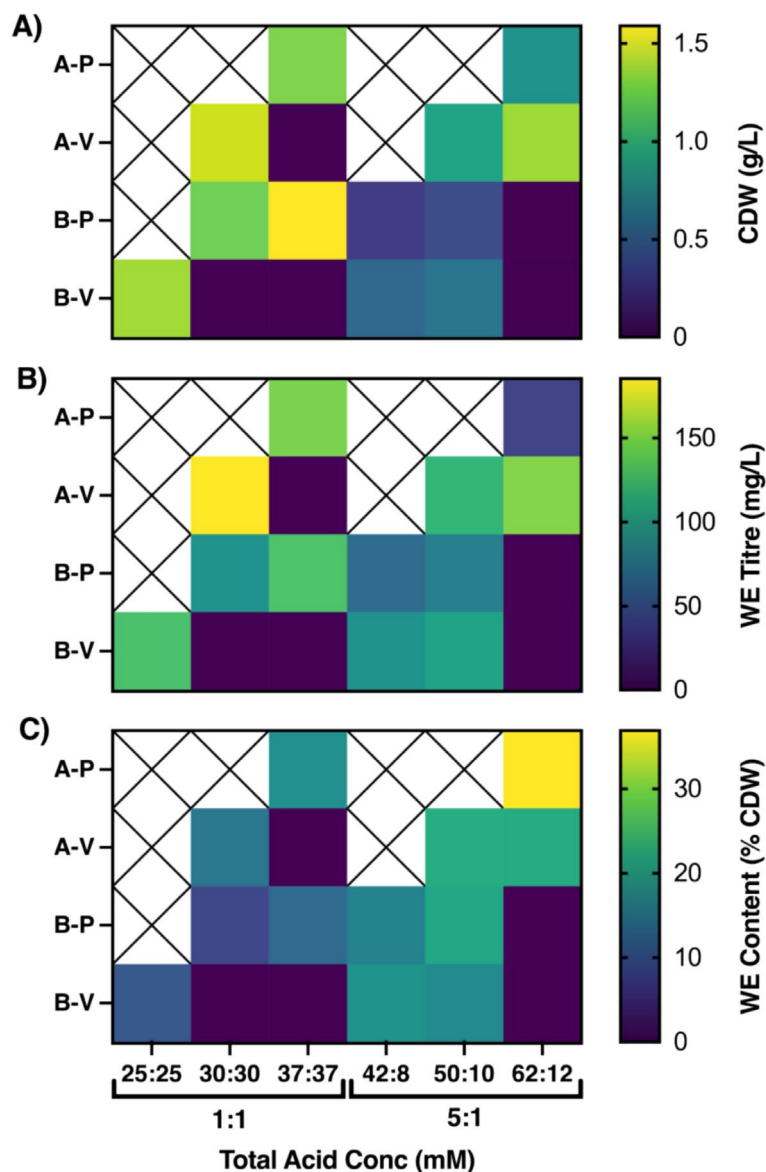 A)
A-P
A-V
B-P
B-V
1.5
1.0
0.5
0
CDW (g/L)
B)
A-P
A-V
B-P
B-V
150
100
50
0
WE Titre (mg/L)
C)
A-P
A-V
B-P
B-V
30
20
10
0
WE Content (% CDW)
25:25 30:30 37:37 42:8 50:10 62:12
1:1 5:1
Total Acid Conc (mM)